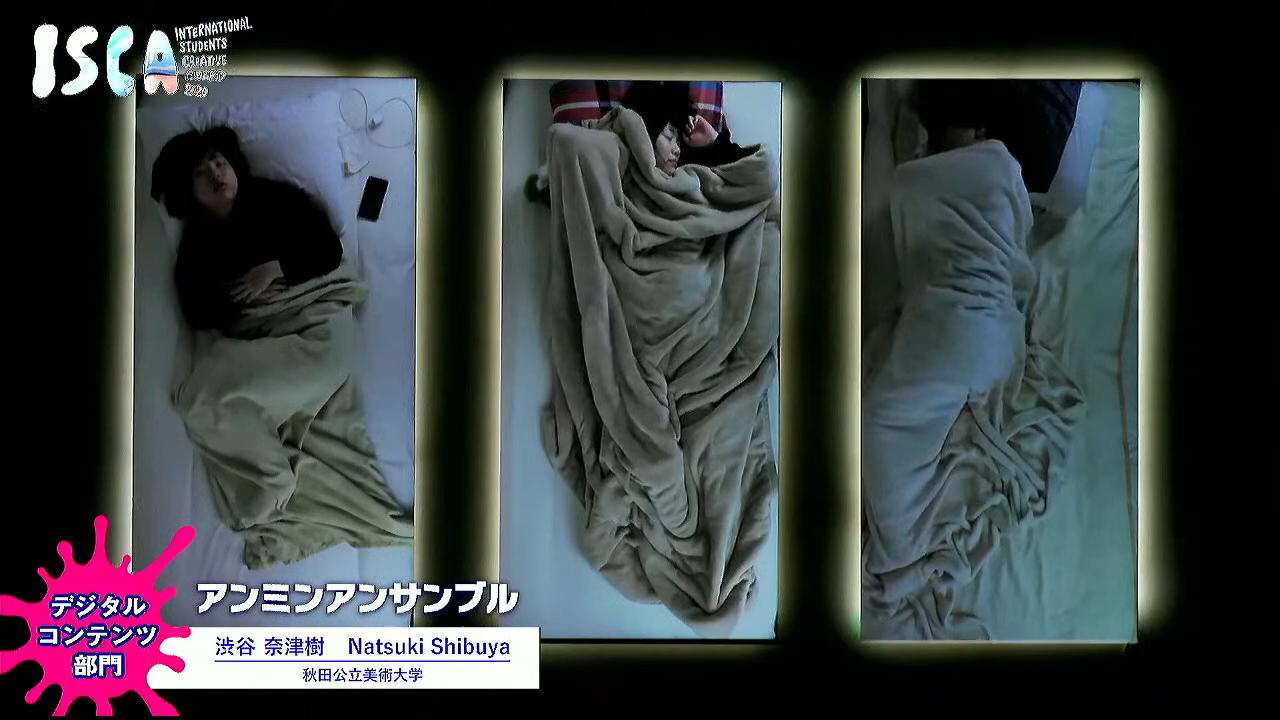 ISCA
INTERNATIONAL
STUDENTS
CREATIVE
AWARD
2020
アンミンアンサンブル
デジタル
コンテンツ
部門
渋谷 奈津樹 Natsuki Shibuya
秋田公立美術大学